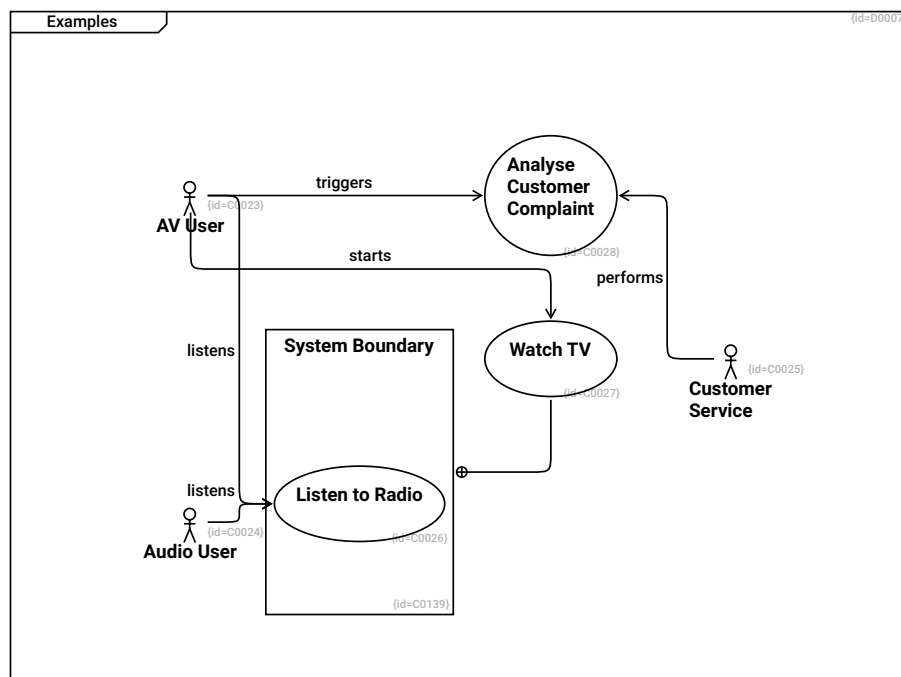 Examples
{id=D0007
triggers
Analyse
Customer
Complaint
{id=C0028}
{id=C0023}
AV User
starts
performs
listens
System Boundary
Watch TV
{id=C0027}
{id=C0025}
Customer
Service
listens
Listen to Radio
{id=C0026}
{id=C0024}
Audio User
{id=C0139}